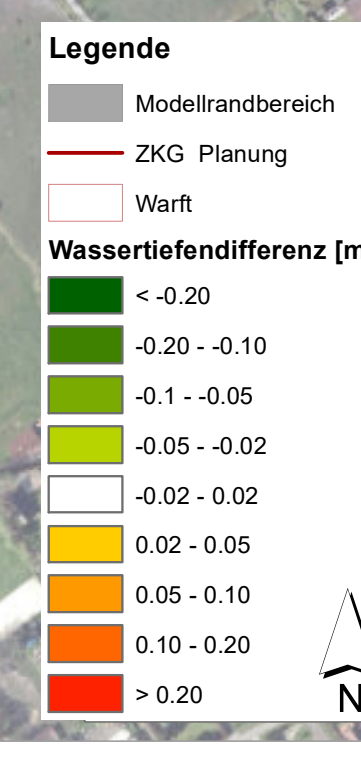 Legende
Modellrandbereich
ZKG Planung
Warft
Wassertiefendifferenz [m
< -0.20
-0.20 - -0.10
-0.1 - -0.05
-0.05 - -0.02
-0.02 - 0.02
0.02 - 0.05
0.05 - 0.10
0.10 - 0.20
> 0.20
N